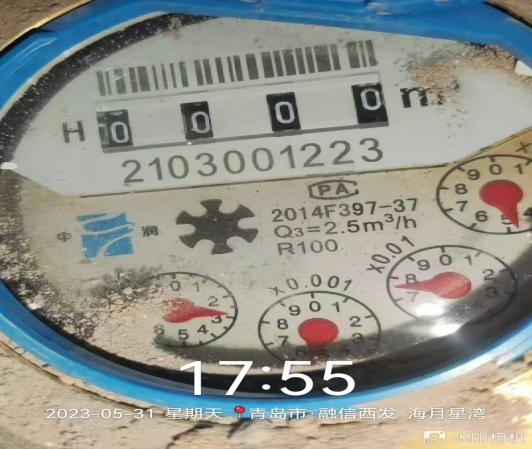 H 0 0 0 0 m
2103001223
PA
2014F397-37
Q₃=2.5m³/h
R100
中 润
x0.01
x0.001
17:55
2023-05-31 星期天 青岛市·融信西发·海月星湾
水印相机